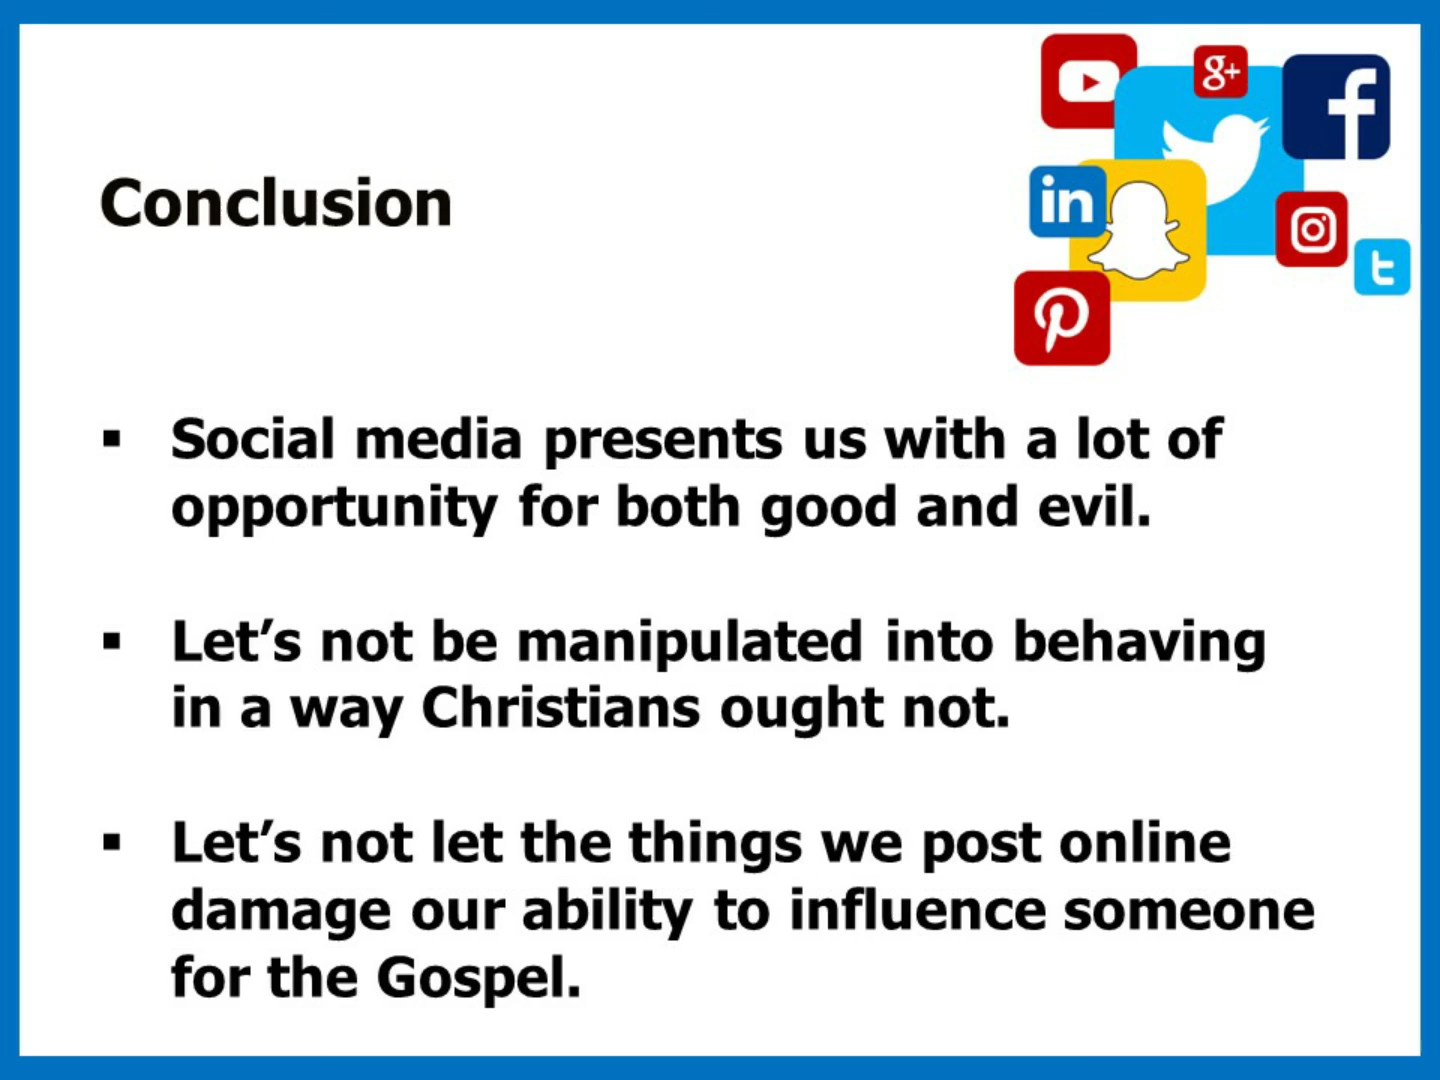 g+
f
in
t
Conclusion
▪ Social media presents us with a lot of
opportunity for both good and evil.
▪ Let’s not be manipulated into behaving
in a way Christians ought not.
▪ Let’s not let the things we post online
damage our ability to influence someone
for the Gospel.